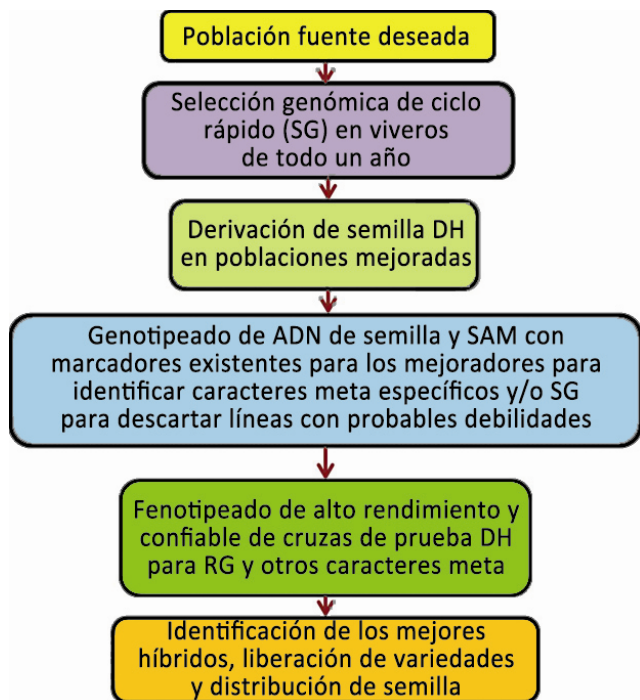 Población fuente deseada
Selección genómica de ciclo
rápido (SG) en viveros
de todo un año
Derivación de semilla DH
en poblaciones mejoradas
Genotipeado de ADN de semilla y SAM con
marcadores existentes para los mejoradores para
identificar caracteres meta específicos y/o SG
para descartar líneas con probables debilidades
Fenotipeado de alto rendimiento y
confiable de cruzas de prueba DH
para RG y otros caracteres meta
Identificación de los mejores
híbridos, liberación de variedades
y distribución de semilla